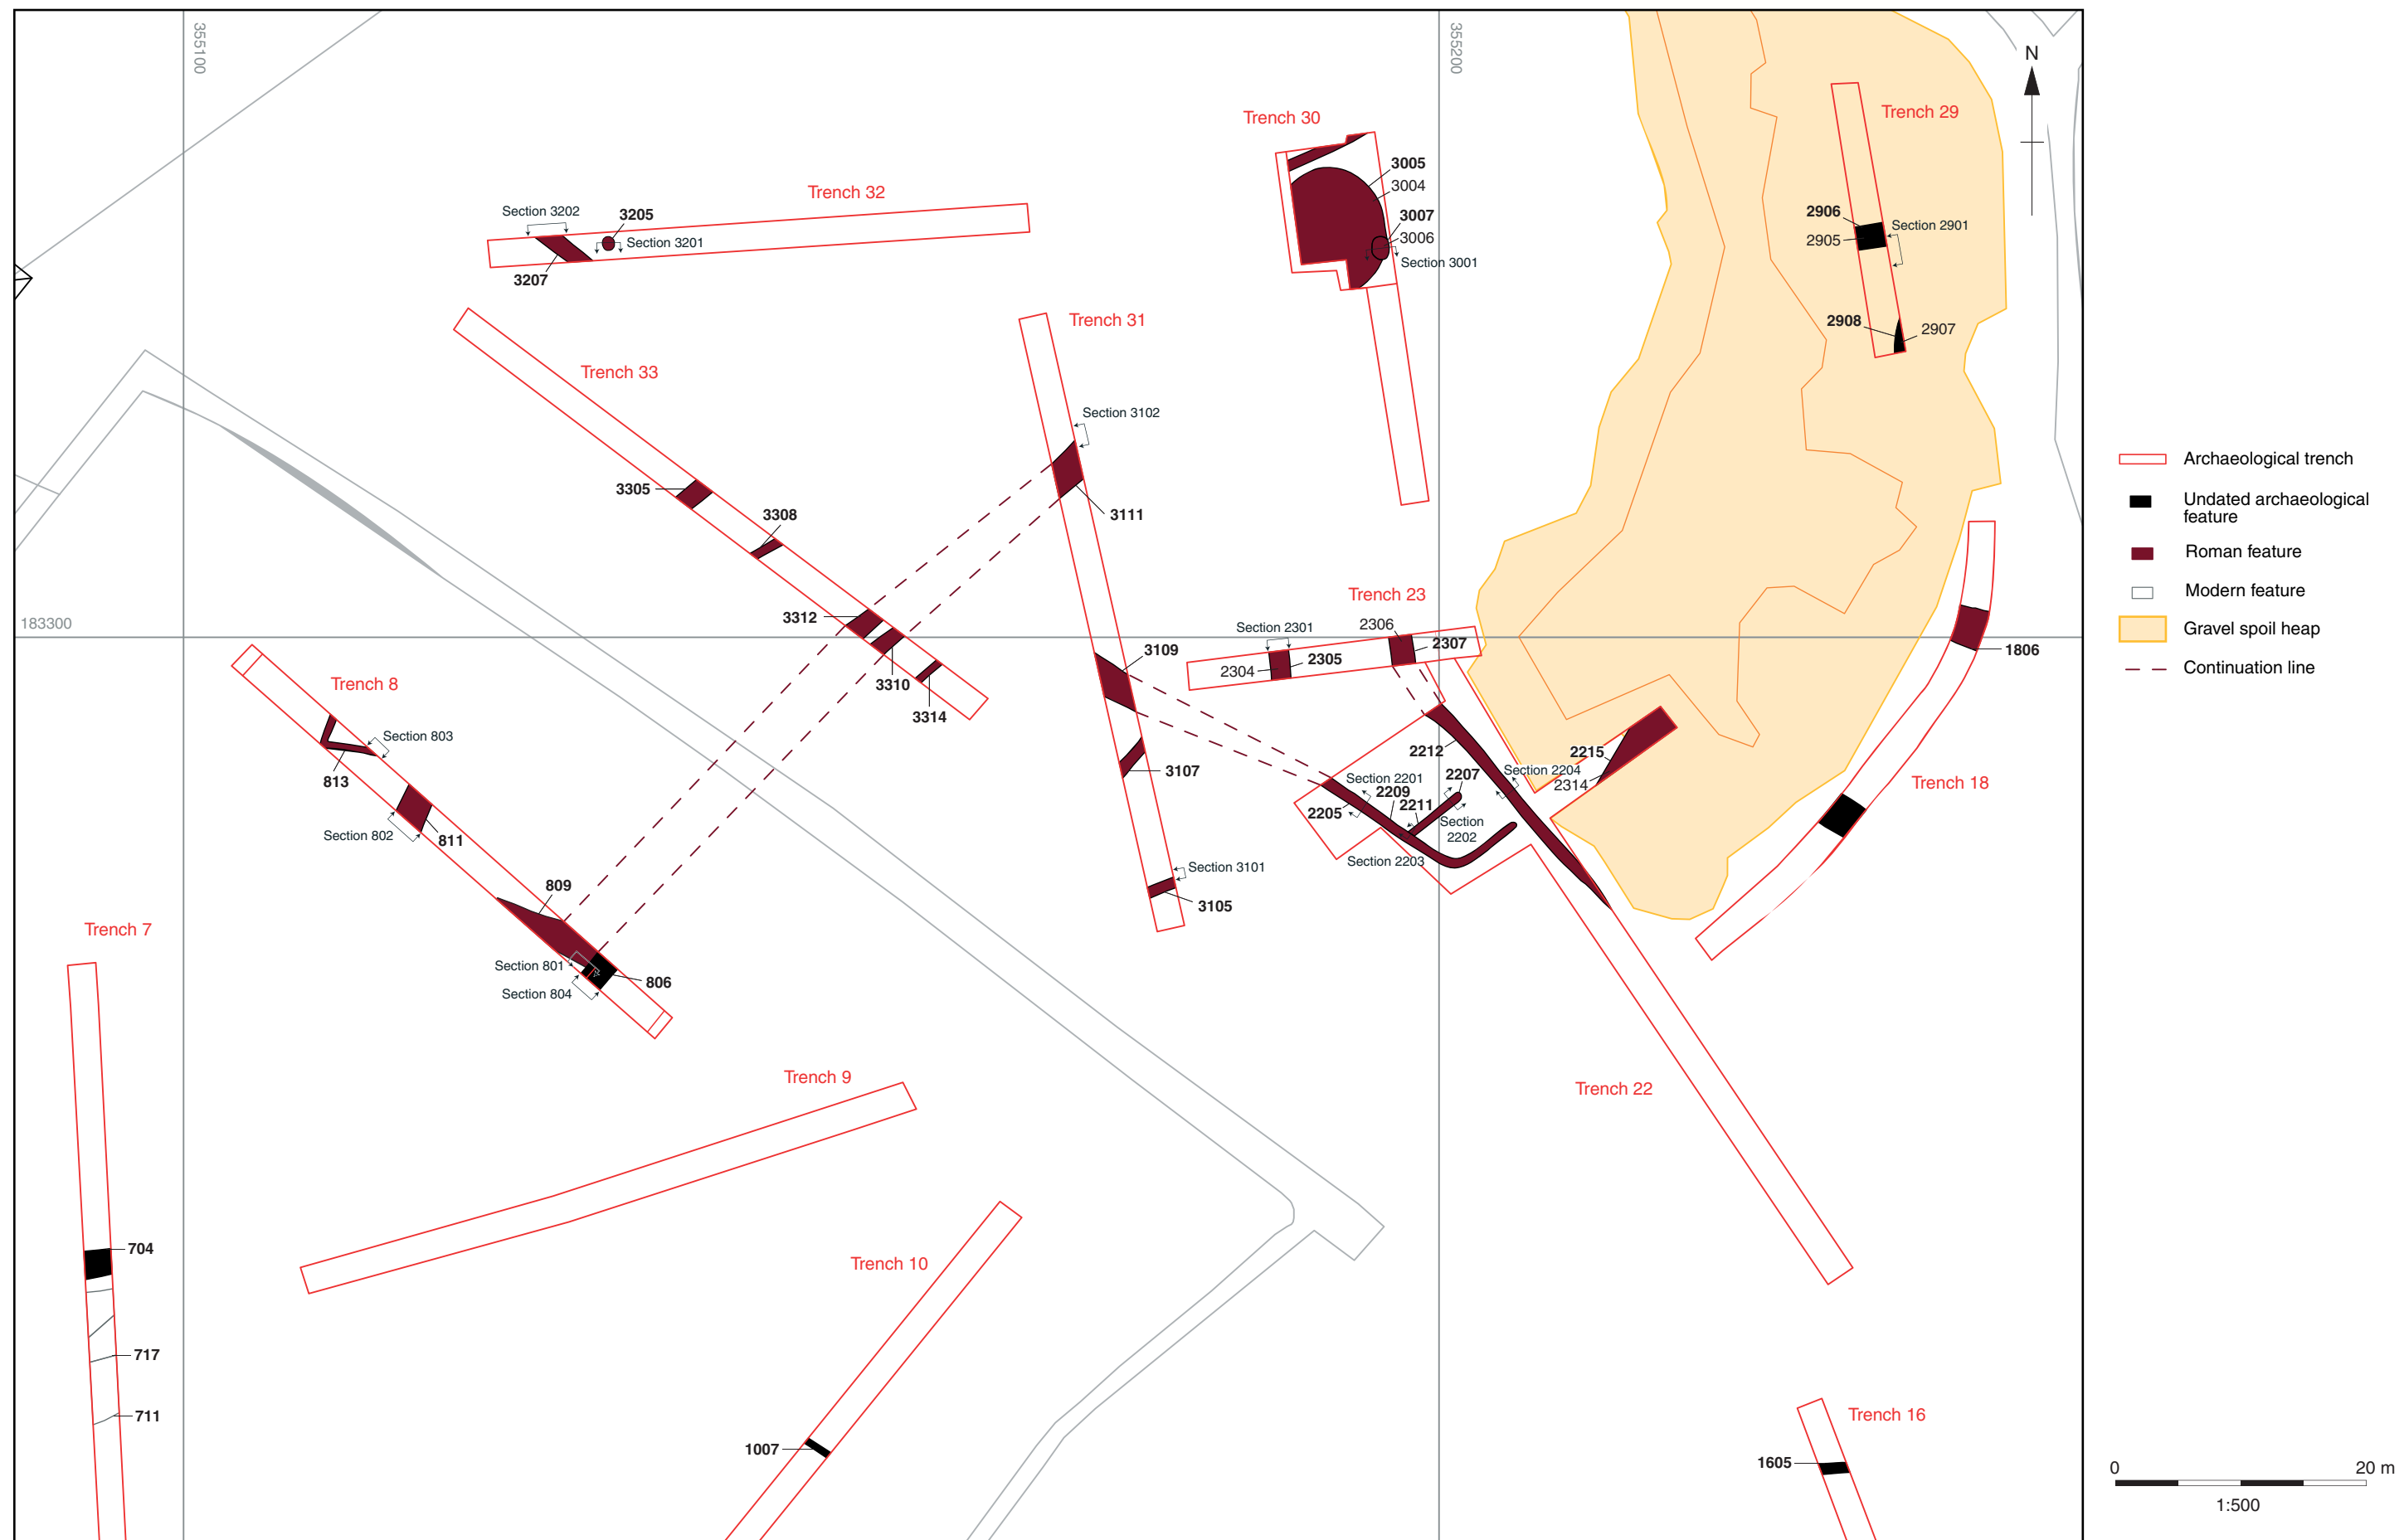 355100
355200
N
Trench 30
Trench 29
3005
3004
3007
3006
Section 3001
Trench 32
Section 3202
3205
Section 3201
3207
2906
2905
Section 2901
2908
2907
Trench 31
Trench 33
Section 3102
3305
3308
3111
3312
3310
3314
183300
Trench 23
Section 2301
2306
2307
2304
2305
1806
3109
Trench 8
Section 803
813
Section 802
811
3107
2212
2215
2314
Section 2204
Section 2201
2207
2209
2211
2205
Section
2202
Section 2203
Trench 18
Section 3101
3105
809
Section 801
Section 804
806
Trench 7
Trench 9
Trench 22
Trench 10
704
717
711
1007
Trench 16
1605
Archaeological trench
Undated archaeological
feature
Roman feature
Modern feature
Gravel spoil heap
Continuation line
0
20 m
1:500